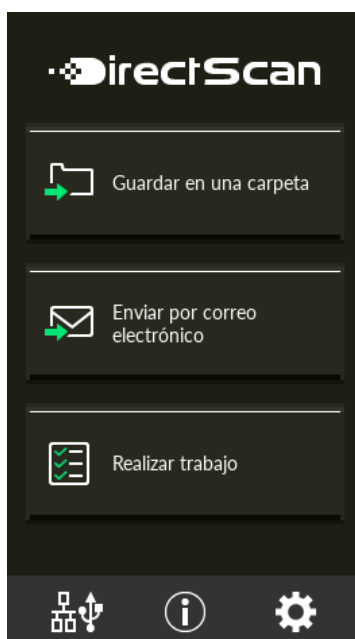 DirectScan
Guardar en una carpeta
Enviar por correo
electrónico
Realizar trabajo